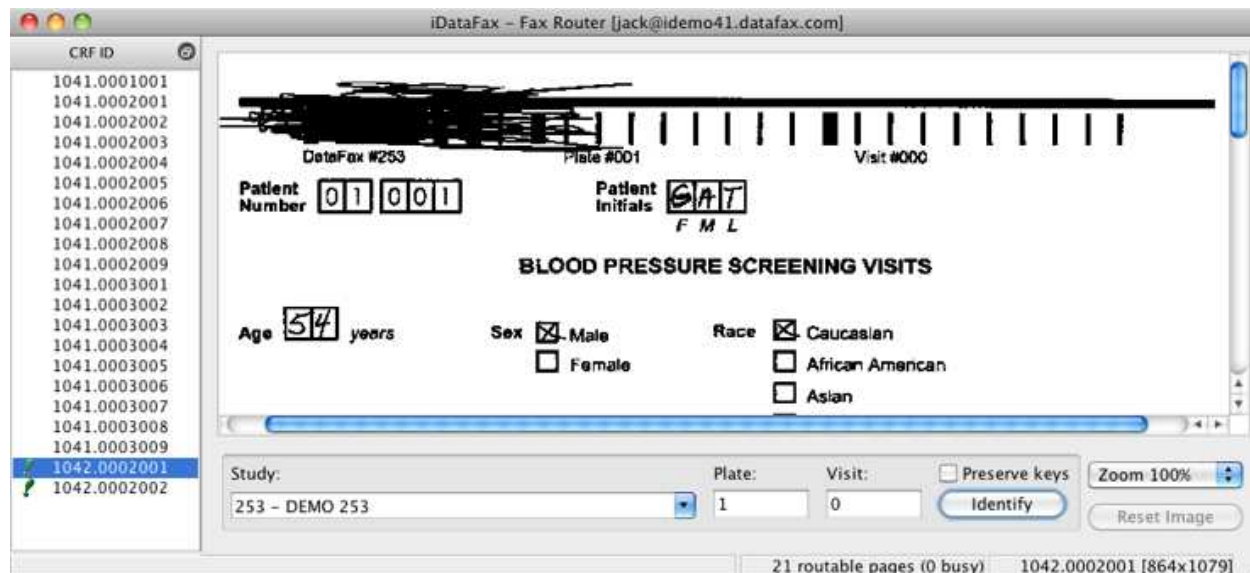 iDataFax – Fax Router [jack@idemo41.datafax.com]
CRF ID
1041.0001001
1041.0002001
1041.0002002
1041.0002003
1041.0002004
1041.0002005
1041.0002006
1041.0002007
1041.0002008
1041.0002009
1041.0003001
1041.0003002
1041.0003003
1041.0003004
1041.0003005
1041.0003006
1041.0003007
1041.0003008
1041.0003009
1042.0002001
1042.0002002
DataFax #253 Plate #001 Visit #000
Patient Number 01 001 Patient Initials GAT
F M L
BLOOD PRESSURE SCREENING VISITS
Age 54 years Sex Male Race Caucasian
Female African American
Asian
Study: Plate: Visit: Preserve keys Zoom 100%
253 – DEMO 253 1 0 Identify Reset Image
21 routable pages (0 busy) 1042.0002001 [864x1079]